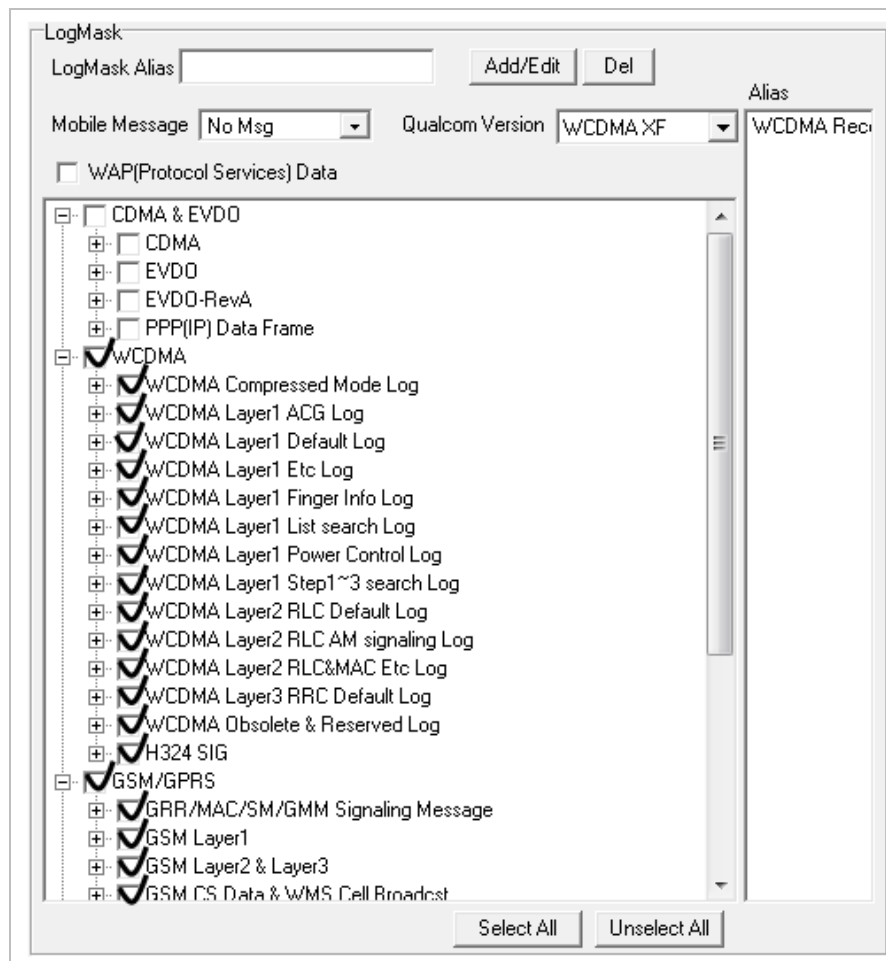 LogMask
LogMask Alias Add/Edit Del
Alias
Mobile Message No Msg Qualcom Version WCDMA XF WCDMA Rec
WAP(Protocol Services) Data
CDMA & EVDO
CDMA
EVDO
EVDO-RevA
PPP(IP) Data Frame
WCDMA
WCDMA Compressed Mode Log
WCDMA Layer1 ACG Log
WCDMA Layer1 Default Log
WCDMA Layer1 Etc Log
WCDMA Layer1 Finger Info Log
WCDMA Layer1 List search Log
WCDMA Layer1 Power Control Log
WCDMA Layer1 Step1~3 search Log
WCDMA Layer2 RLC Default Log
WCDMA Layer2 RLC AM signaling Log
WCDMA Layer2 RLC&MAC Etc Log
WCDMA Layer3 RRC Default Log
WCDMA Obsolete & Reserved Log
H324 SIG
GSM/GPRS
GRR/MAC/SM/GMM Signaling Message
GSM Layer1
GSM Layer2 & Layer3
GSM CS Data & WMS Cell Broadcst
Select All Unselect All